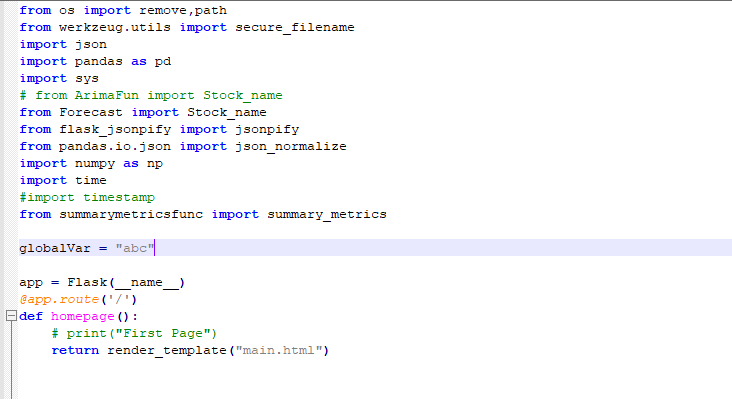 from os import remove,path
from werkzeug.utils import secure_filename
import json
import pandas as pd
import sys
# from ArimaFun import Stock_name
from Forecast import Stock_name
from flask_jsonpify import jsonpify
from pandas.io.json import json_normalize
import numpy as np
import time
#import timestamp
from summarymetricsfunc import summary_metrics
globalVar = "abc"
app = Flask(__name__)
@app.route('/')
def homepage():
    # print("First Page")
    return render_template("main.html")